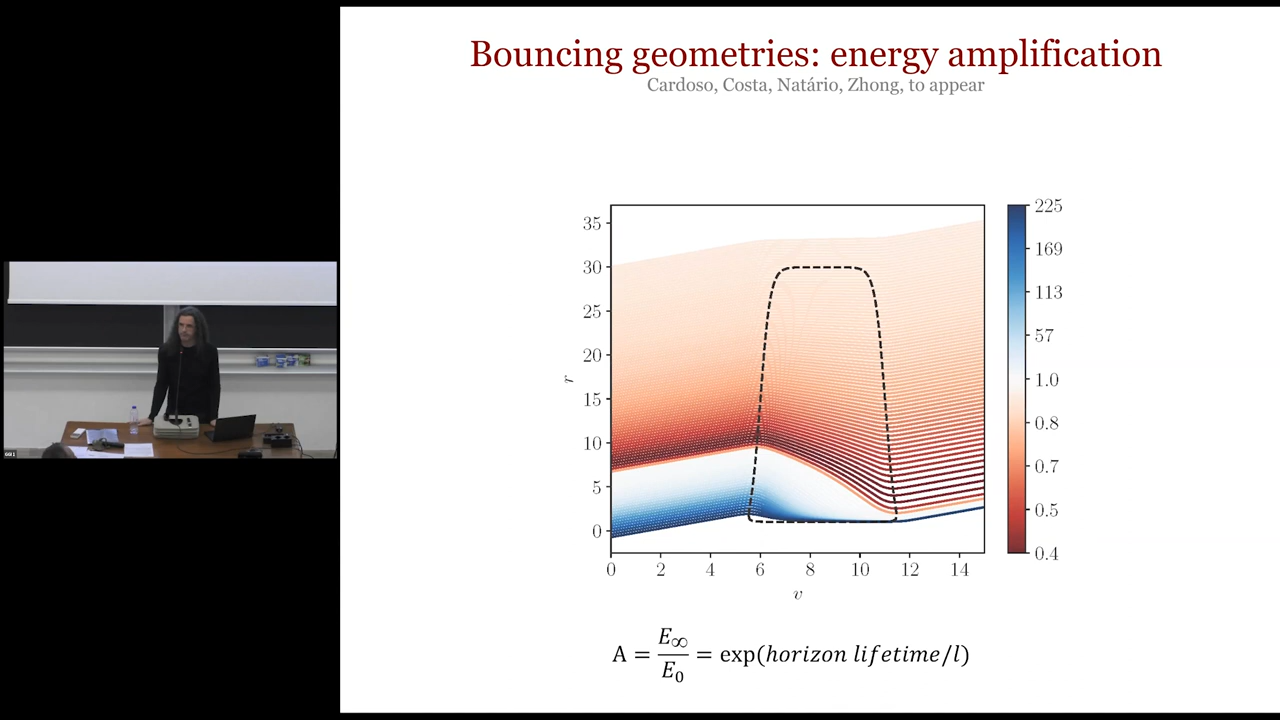 Bouncing geometries: energy amplification
Cardoso, Costa, Natário, Zhong, to appear
35
30
25
20
15
10
5
0
r
0 2 4 6 8 10 12 14
v
225
169
113
57
1.0
0.8
0.7
0.5
0.4
A = E∞/E0 = exp(horizon lifetime/l)